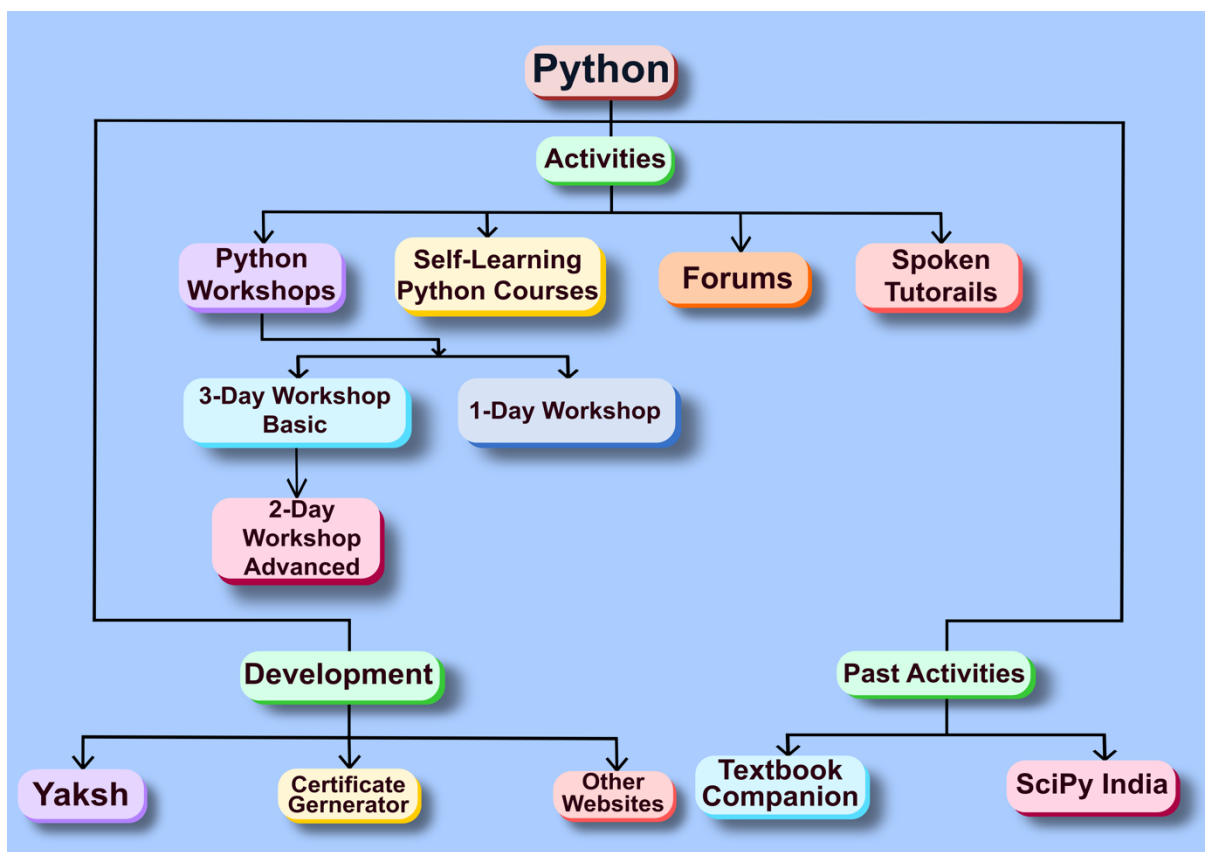 Python
Activities
Python
Workshops
Self-Learning
Python Courses
Forums
Spoken
Tutorails
3-Day Workshop
Basic
1-Day Workshop
2-Day
Workshop
Advanced
Development
Past Activities
Yaksh
Certificate
Gernerator
Other
Websites
Textbook
Companion
SciPy India